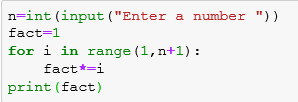 n=int(input("Enter a number "))
fact=1
for i in range(1,n+1):
    fact*=i
print(fact)